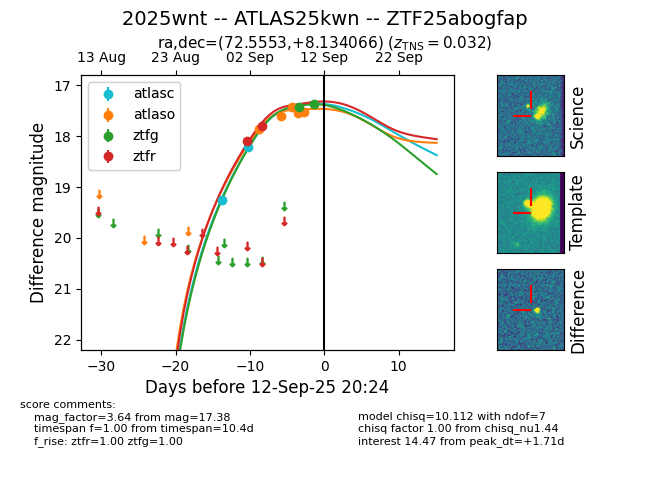 2025wnt -- ATLAS25kwn -- ZTF25abogfap
ra,dec=(72.5553,+8.134066) (z_TNS = 0.032)
13 Aug 23 Aug 02 Sep 12 Sep 22 Sep
atlasc
atlaso
ztfg
ztfr
17
18
19
20
21
22
Difference magnitude
−30 −20 −10 0 10
Days before 12-Sep-25 20:24
Science
Template
Difference
score comments:
mag_factor=3.64 from mag=17.38
timespan f=1.00 from timespan=10.4d
f_rise: ztfr=1.00 ztfg=1.00
model chisq=10.112 with ndof=7
chisq factor 1.00 from chisq_nu1.44
interest 14.47 from peak_dt=+1.71d